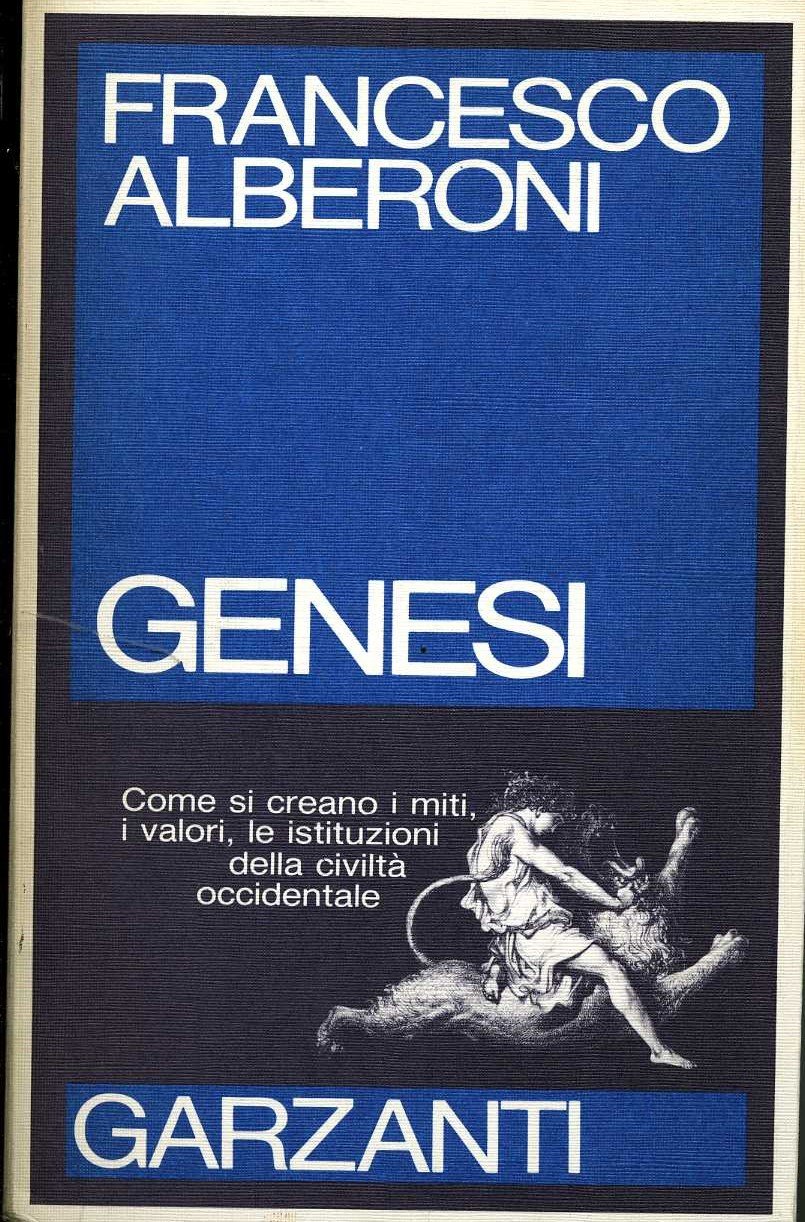 FRANCESCO
ALBERONI
GENESI
Come si creano i miti,
i valori, le istituzioni
della civiltà
occidentale
GARZANTI